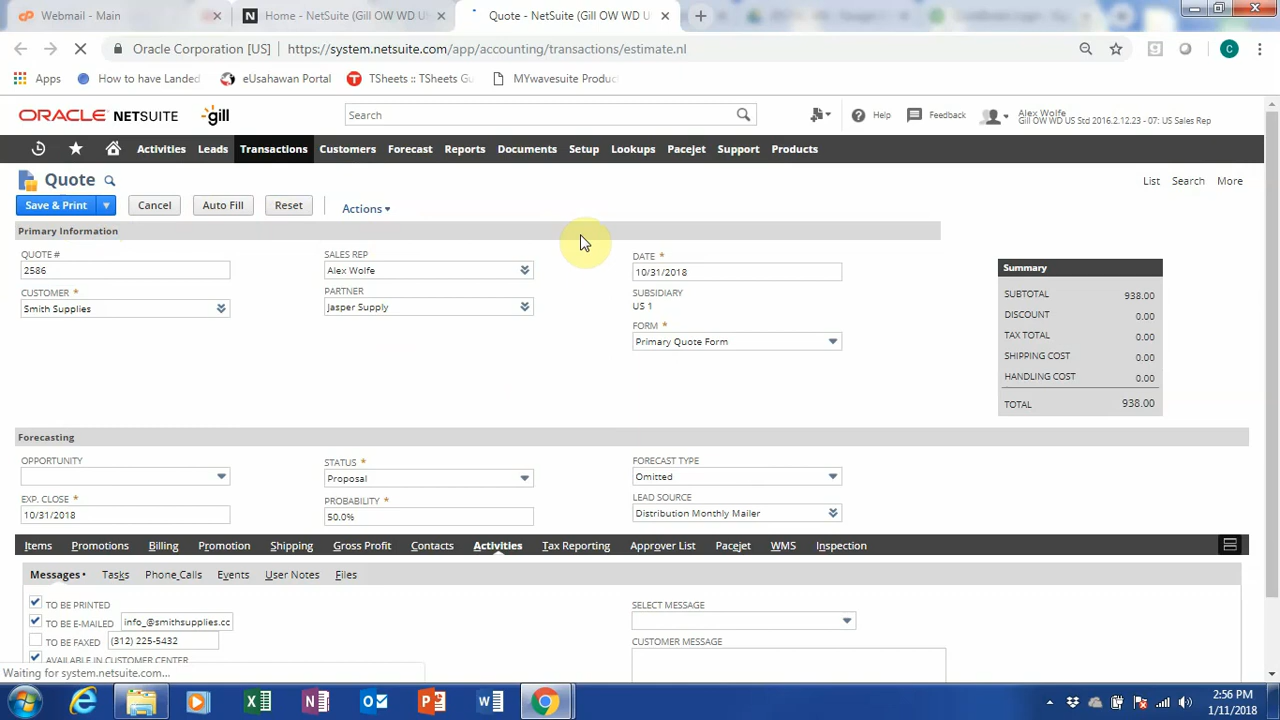 Webmail - Main
Home - NetSuite (Gill OW WD US
Quote - NetSuite (Gill OW WD U
Oracle Corporation [US] https://system.netsuite.com/app/accounting/transactions/estimate.nl
C
Apps How to have Landed eUsahawan Portal TSheets :: TSheets Gu MYwavesuite Produc
ORACLE NETSUITE gill Search Help Feedback Alex Wolfe
Gill OW WD US Std 2016.2.12.23 - 07: US Sales Rep
Activities Leads Transactions Customers Forecast Reports Documents Setup Lookups Pacejet Support Products
Quote List Search More
Save & Print Cancel Auto Fill Reset Actions
Primary Information
QUOTE # SALES REP DATE *
2586 Alex Wolfe 10/31/2018
CUSTOMER * PARTNER SUBSIDIARY
Smith Supplies Jasper Supply US 1
FORM *
Primary Quote Form
Summary
SUBTOTAL 938.00
DISCOUNT 0.00
TAX TOTAL 0.00
SHIPPING COST 0.00
HANDLING COST 0.00
TOTAL 938.00
Forecasting
OPPORTUNITY STATUS * FORECAST TYPE
Proposal Omitted
EXP. CLOSE * PROBABILITY * LEAD SOURCE
10/31/2018 50.0% Distribution Monthly Mailer
Items Promotions Billing Promotion Shipping Gross Profit Contacts Activities Tax Reporting Approver List Pacejet WMS Inspection
Messages • Tasks Phone Calls Events User Notes Files
TO BE PRINTED SELECT MESSAGE
TO BE E-MAILED info_@smithsupplies.cc
TO BE FAXED (312) 225-5432 CUSTOMER MESSAGE
AVAILABLE IN CUSTOMER CENTER
Waiting for system.netsuite.com...
2:56 PM
1/11/2018